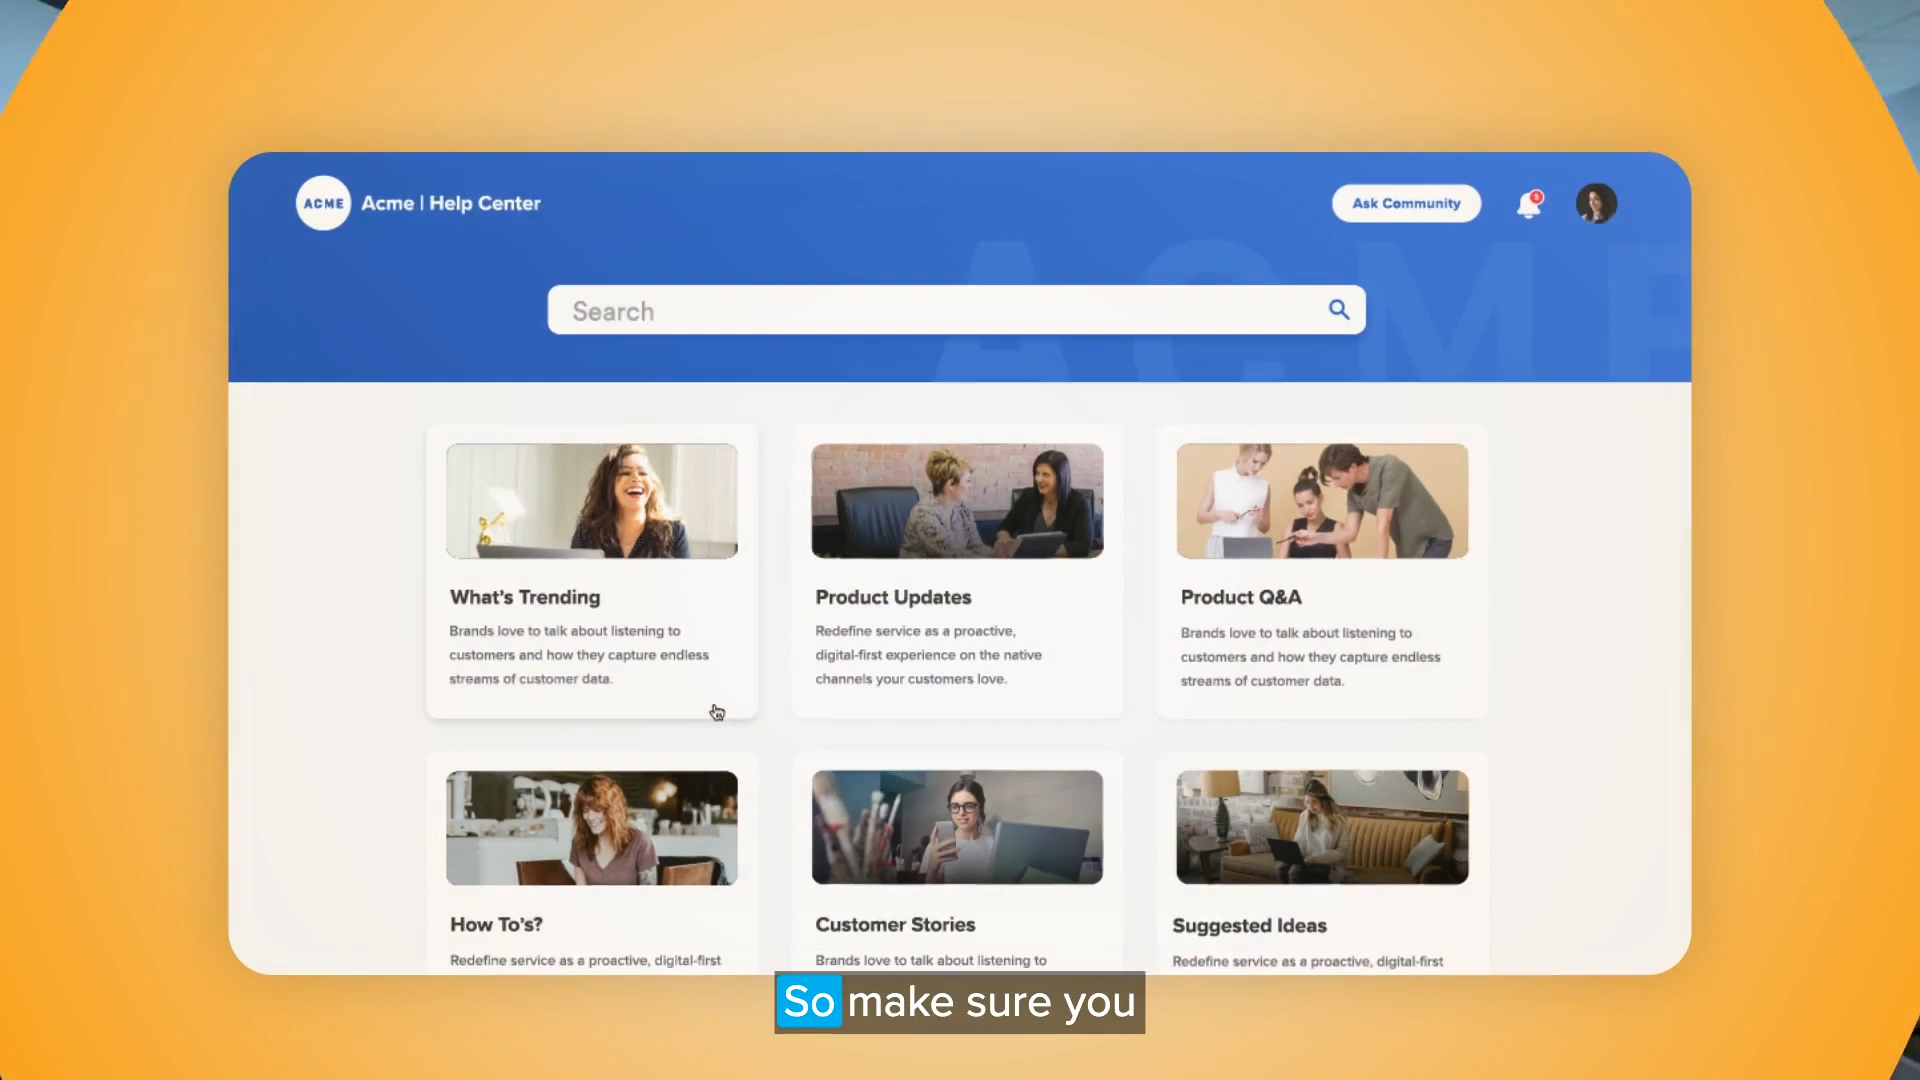 ACME
Acme | Help Center
Ask Community
ACME
Search
What's Trending
Brands love to talk about listening to
customers and how they capture endless
streams of customer data.
Product Updates
Redefine service as a proactive,
digital-first experience on the native
channels your customers love.
Product Q&A
Brands love to talk about listening to
customers and how they capture endless
streams of customer data.
How To's?
Redefine service as a proactive, digital-first
Customer Stories
Brands love to talk about listening to
Suggested Ideas
Redefine service as a proactive, digital-first
So make sure you